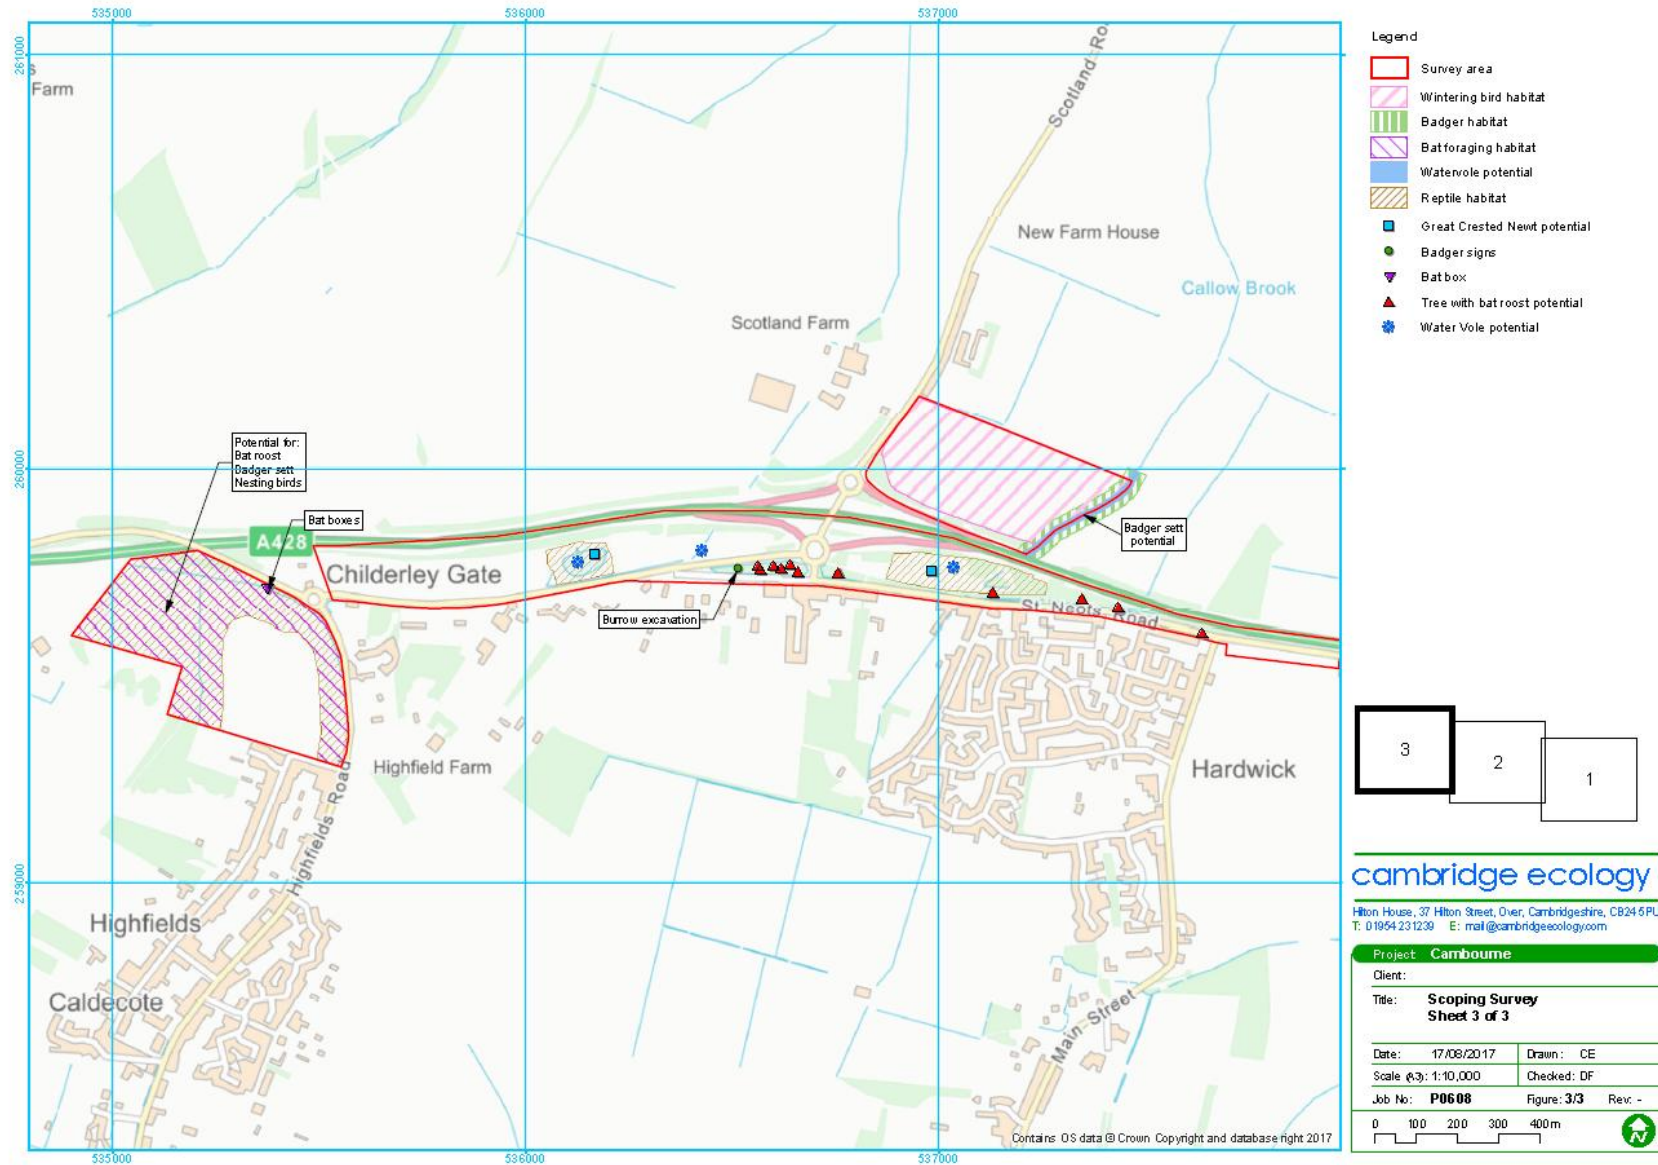 535000
536000
537000
261000
s
Farm
Scotland Ro
New Farm House
Callow Brook
Scotland Farm
260000
Potential for:
Bat roost
Badger sett
Nesting birds
Bat boxes
A428
Childerley Gate
Badger sett
potential
Burrow excavation
St. Neots Road
Highfield Farm
Hardwick
Highfields Road
259000
Highfields
Caldecote
Main Street
Contains OS data © Crown Copyright and database right 2017
535000
536000
537000
Legend
Survey area
Wintering bird habitat
Badger habitat
Bat foraging habitat
Watervole potential
Reptile habitat
Great Crested Newt potential
Badger signs
Bat box
Tree with bat roost potential
Water Vole potential
3
2
1
cambridge ecology
Hilton House, 37 Hilton Street, Over, Cambridgeshire, CB24 5PU
T: 01954 231239 E: mail@cambridgeecology.com
Project Cambourne
Client:
Title: Scoping Survey
Sheet 3 of 3
Date: 17/08/2017 Drawn: CE
Scale (A3): 1:10,000 Checked: DF
Job No: P0608 Figure: 3/3 Rev: -
0 100 200 300 400m
N